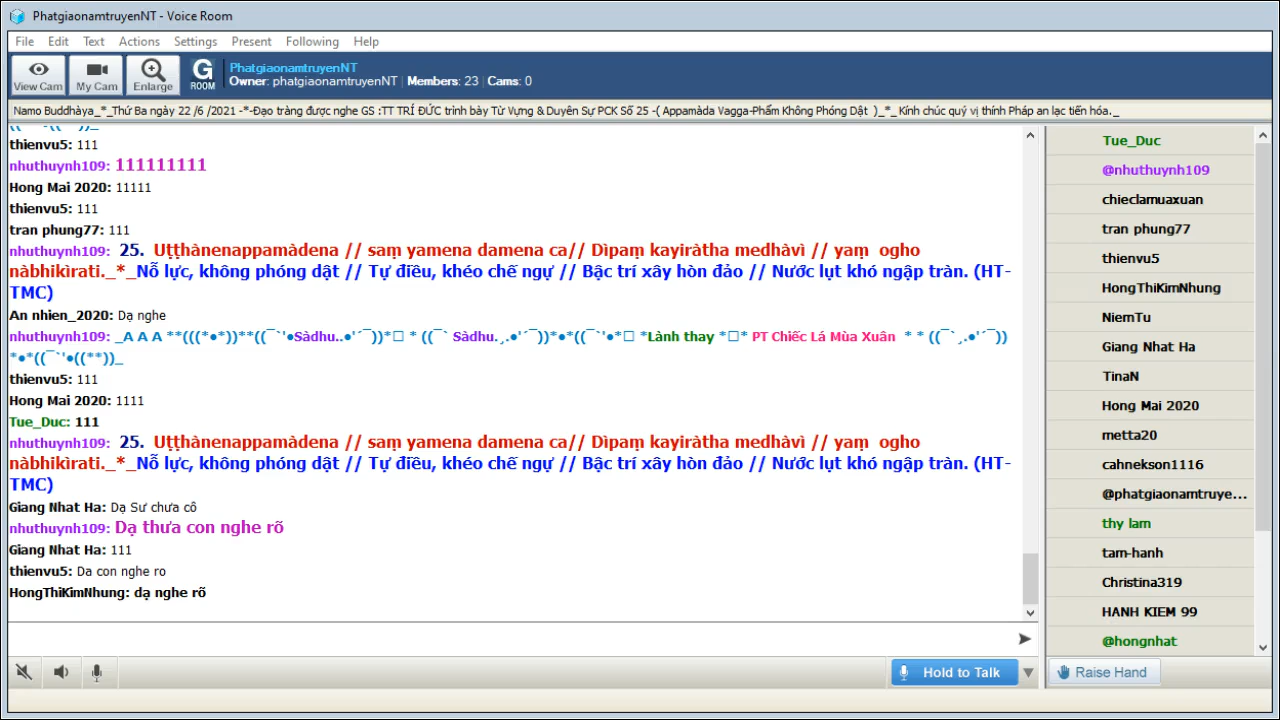 PhatgiaonamtruyenNT - Voice Room
File Edit Text Actions Settings Present Following Help
View Cam My Cam Enlarge G ROOM
PhatgiaonamtruyenNT
Owner: phatgiaonamtruyenNT | Members: 23 | Cams: 0
Namo Buddhàya_*_Thứ Ba ngày 22 /6 /2021 -*-Đạo tràng được nghe GS :TT TRÍ ĐỨC trình bày Từ Vựng & Duyên Sự PCK Số 25 -( Appamàda Vagga-Phẩm Không Phóng Dật )_*_Kính chúc quý vị thính Pháp an lạc tiến hóa._
thienvu5: 111
nhuthuynh109: 111111111
Hong Mai 2020: 11111
thienvu5: 111
tran phung77: 111
nhuthuynh109: 25. Uṭṭhànenappamàdena // saṃ yamena damena ca// Dìpaṃ kayiràtha medhàvì // yaṃ ogho
nàbhikìrati._*_Nỗ lực, không phóng dật // Tự điều, khéo chế ngự // Bậc trí xây hòn đảo // Nước lụt khó ngập tràn. (HT-
TMC)
An nhien_2020: Dạ nghe
nhuthuynh109: _A A A **(((*•*))**((¯`'•Sàdhu..•'´¯))*□ * ((¯` Sàdhu.¸.•'´¯))*•*((¯`'•*□ *Lành thay *□* PT Chiếc Lá Mùa Xuân * * ((¯`¸.•'´¯))
*•*((¯`'•((**))_
thienvu5: 111
Hong Mai 2020: 1111
Tue_Duc: 111
nhuthuynh109: 25. Uṭṭhànenappamàdena // saṃ yamena damena ca// Dìpaṃ kayiràtha medhàvì // yaṃ ogho
nàbhikìrati._*_Nỗ lực, không phóng dật // Tự điều, khéo chế ngự // Bậc trí xây hòn đảo // Nước lụt khó ngập tràn. (HT-
TMC)
Giang Nhat Ha: Dạ Sư chưa cô
nhuthuynh109: Dạ thưa con nghe rõ
Giang Nhat Ha: 111
thienvu5: Da con nghe ro
HongThiKimNhung: dạ nghe rõ
Tue_Duc
@nhuthuynh109
chieclamuaxuan
tran phung77
thienvu5
HongThiKimNhung
NiemTu
Giang Nhat Ha
TinaN
Hong Mai 2020
metta20
cahnekson1116
@phatgiaonamtruye...
thy lam
tam-hanh
Christina319
HANH KIEM 99
@hongnhat
Hold to Talk
Raise Hand